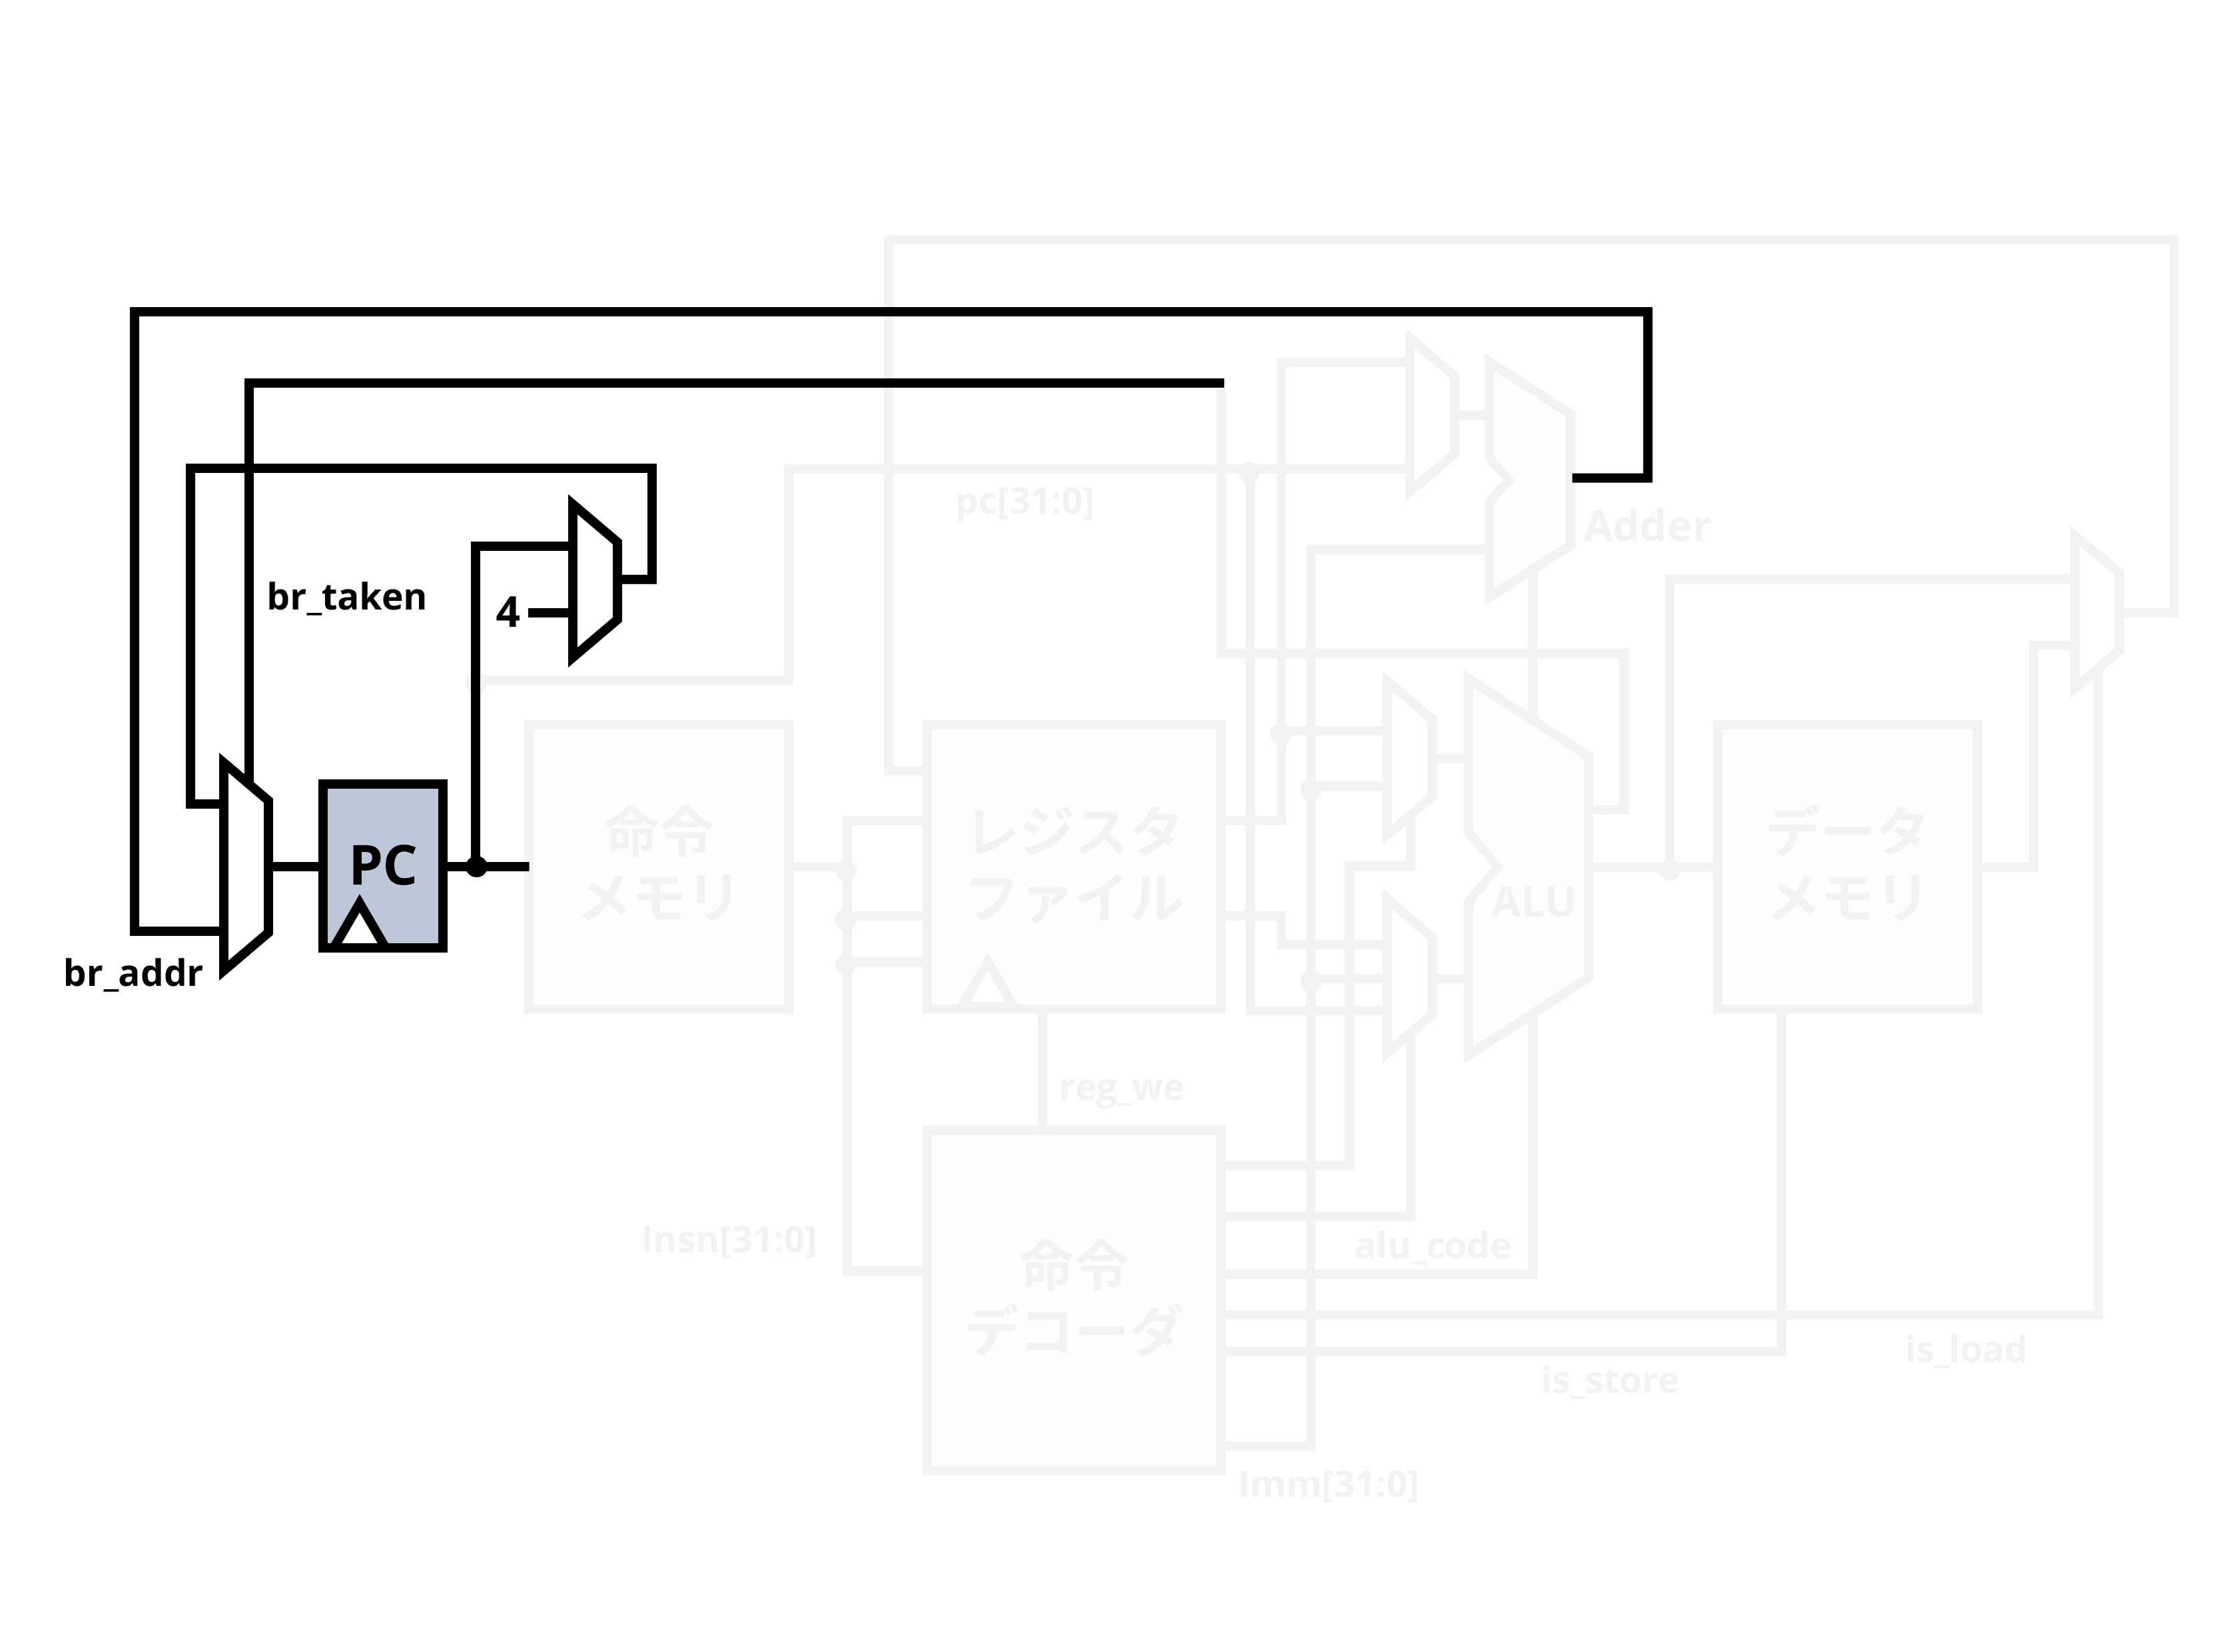 pc[31:0]
Adder
br_taken
4
PC
命令
メモリ
レジスタ
ファイル
ALU
データ
メモリ
br_addr
reg_we
Insn[31:0]
alu_code
命令
デコーダ
is_load
is_store
Imm[31:0]